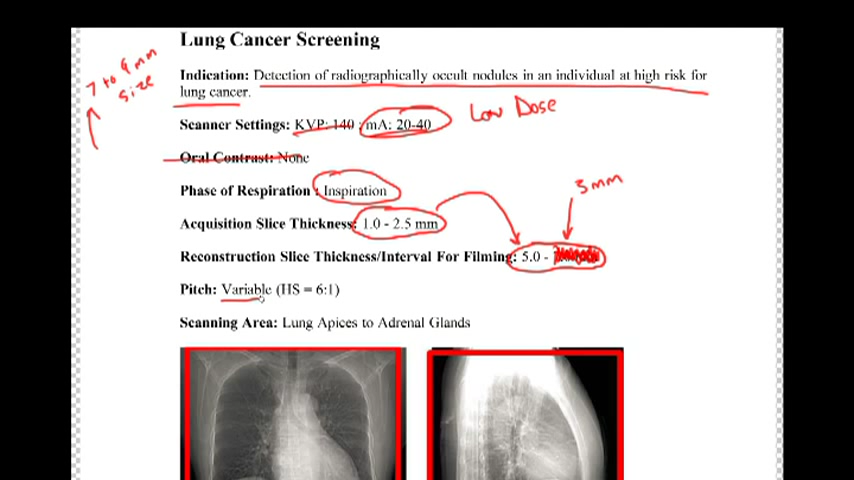 Lung Cancer Screening
7 to 9 mm
size
Indication: Detection of radiographically occult nodules in an individual at high risk for
lung cancer.
Low Dose
Scanner Settings: KVP: 140 ; mA: 20-40
Oral Contrast: None
3mm
Phase of Respiration : Inspiration
Acquisition Slice Thickness: 1.0 - 2.5 mm
Reconstruction Slice Thickness/Interval For Filming: 5.0 -
Pitch: Variable (HS = 6:1)
Scanning Area: Lung Apices to Adrenal Glands